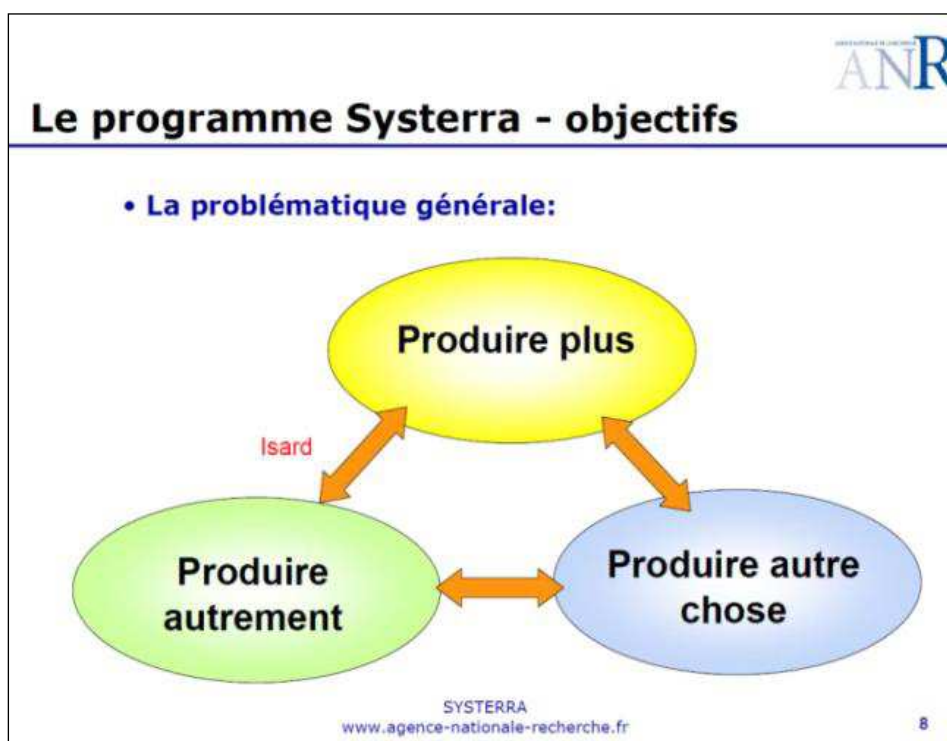 ANR
Le programme Systerra - objectifs
• La problématique générale:
Produire plus
Isard
Produire
autrement
Produire autre
chose
SYSTERRA
www.agence-nationale-recherche.fr
8